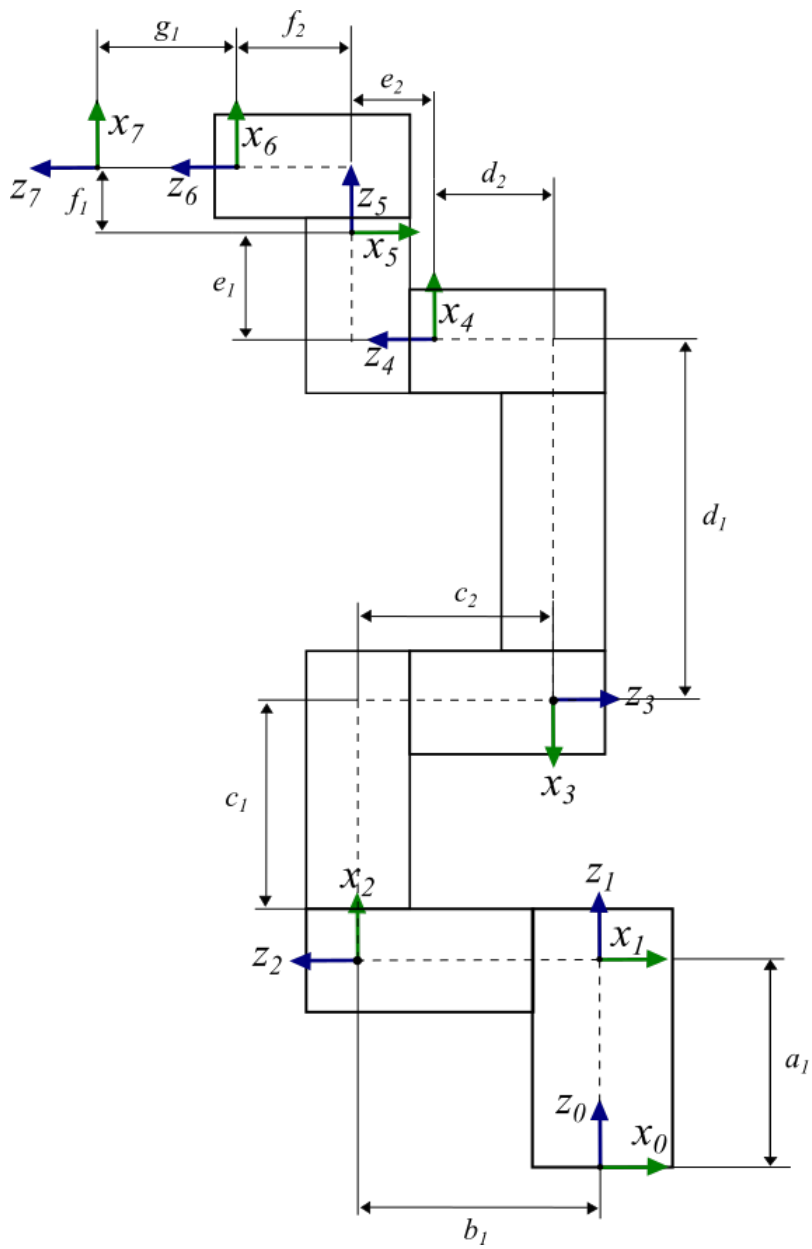 g₁ f₂
e₂
x₇ x₆
d₂
z₇ z₆ z₅
f₁
x₅
e₁
x₄
z₄
d₁
c₂
z₃
x₃
c₁
x₂ z₁
x₁
z₂
a₁
z₀ x₀
b₁